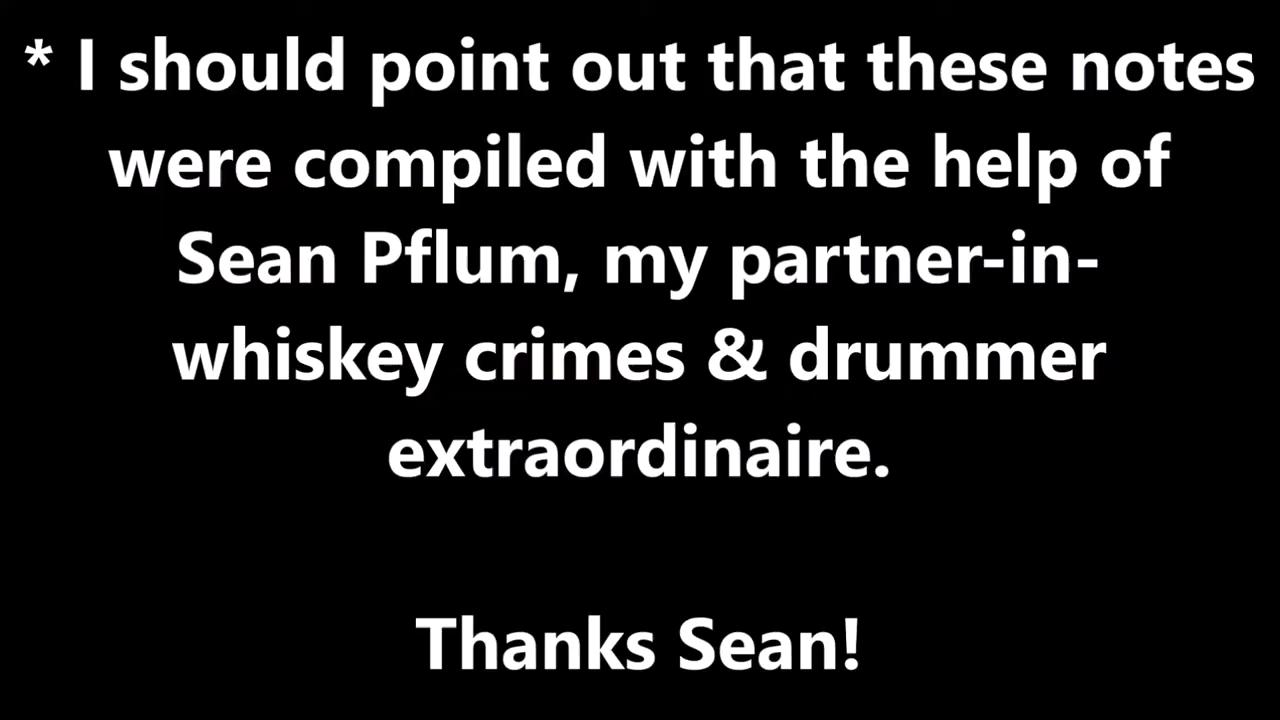 * I should point out that these notes
were compiled with the help of
Sean Pflum, my partner-in-
whiskey crimes & drummer
extraordinaire.
Thanks Sean!